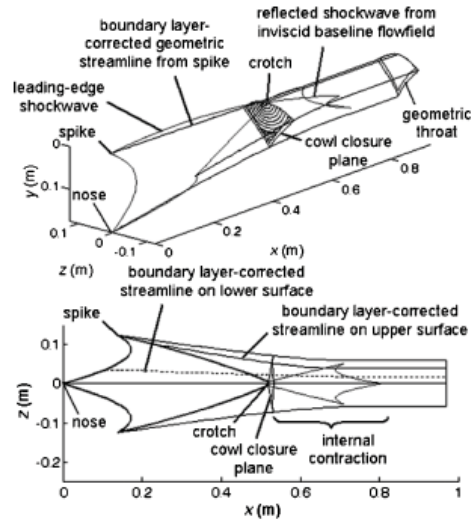 boundary layer-
corrected geometric
streamline from spike
reflected shockwave from
inviscid baseline flowfield
crotch
leading-edge
shockwave
spike
cowl closure
plane
geometric
throat
0
0.1
y (m)
nose
0.1
0
-0.1
z (m)
0
0.2
0.4
0.6
0.8
x (m)
boundary layer-corrected
streamline on lower surface
spike
boundary layer-corrected
streamline on upper surface
0.1
0
-0.1
-0.2
z (m)
nose
crotch
cowl closure
plane
internal
contraction
0
0.2
0.4
0.6
0.8
1
x (m)